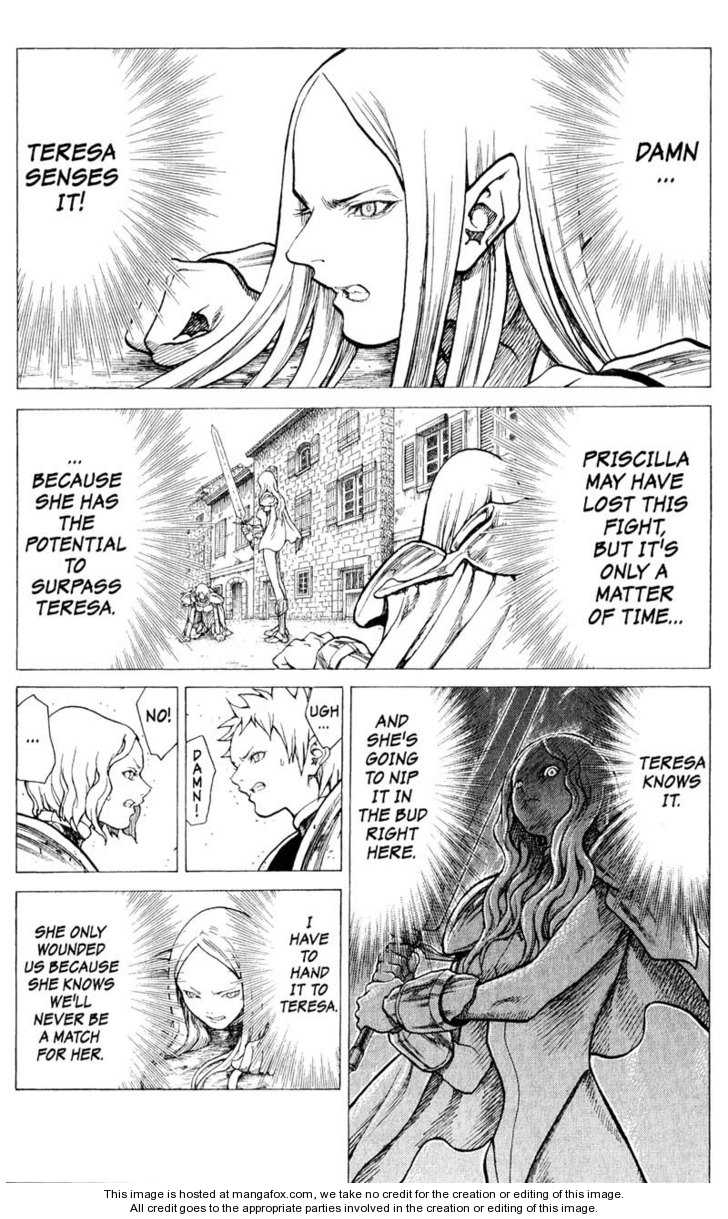 DAMN
...
TERESA
SENSES
IT!
PRISCILLA
MAY HAVE
LOST THIS
FIGHT,
BUT IT'S
ONLY A
MATTER
OF TIME...
...
BECAUSE
SHE HAS
THE
POTENTIAL
TO
SURPASS
TERESA.
TERESA
KNOWS
IT.
AND
SHE'S
GOING
TO NIP
IT IN
THE BUD
RIGHT
HERE.
UGH
...
DAMN!
NO!
...
I
HAVE
TO
HAND
IT TO
TERESA.
SHE ONLY
WOUNDED
US BECAUSE
SHE KNOWS
WE'LL
NEVER BE
A MATCH
FOR HER.
This image is hosted at mangafox.com, we take no credit for the creation or editing of this image.
All credit goes to the appropriate parties involved in the creation or editing of this image.